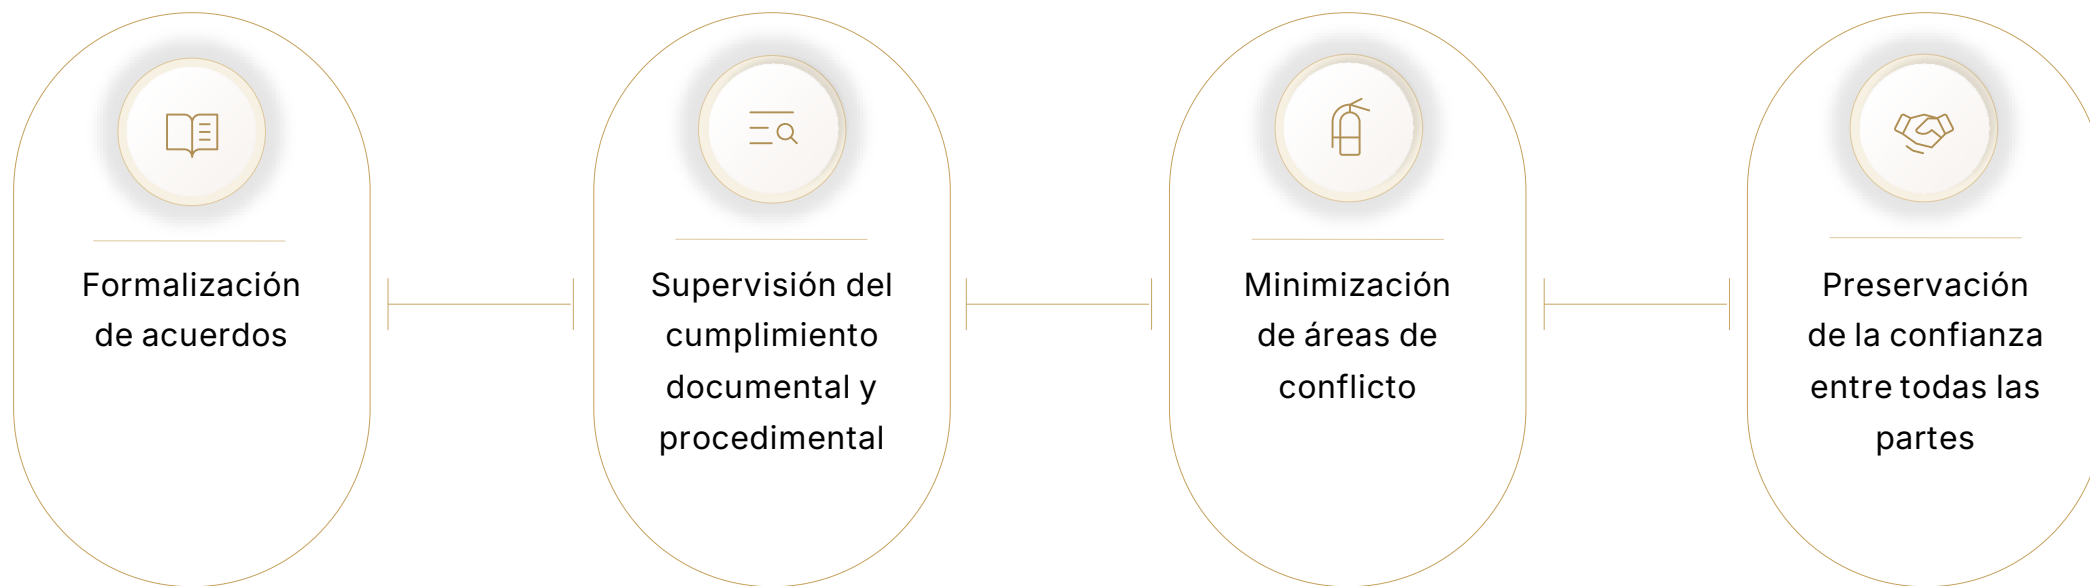 Formalización
de acuerdos
Supervisión del
cumplimiento
documental y
procedimental
Minimización
de áreas de
conflicto
Preservación
de la confianza
entre todas las
partes